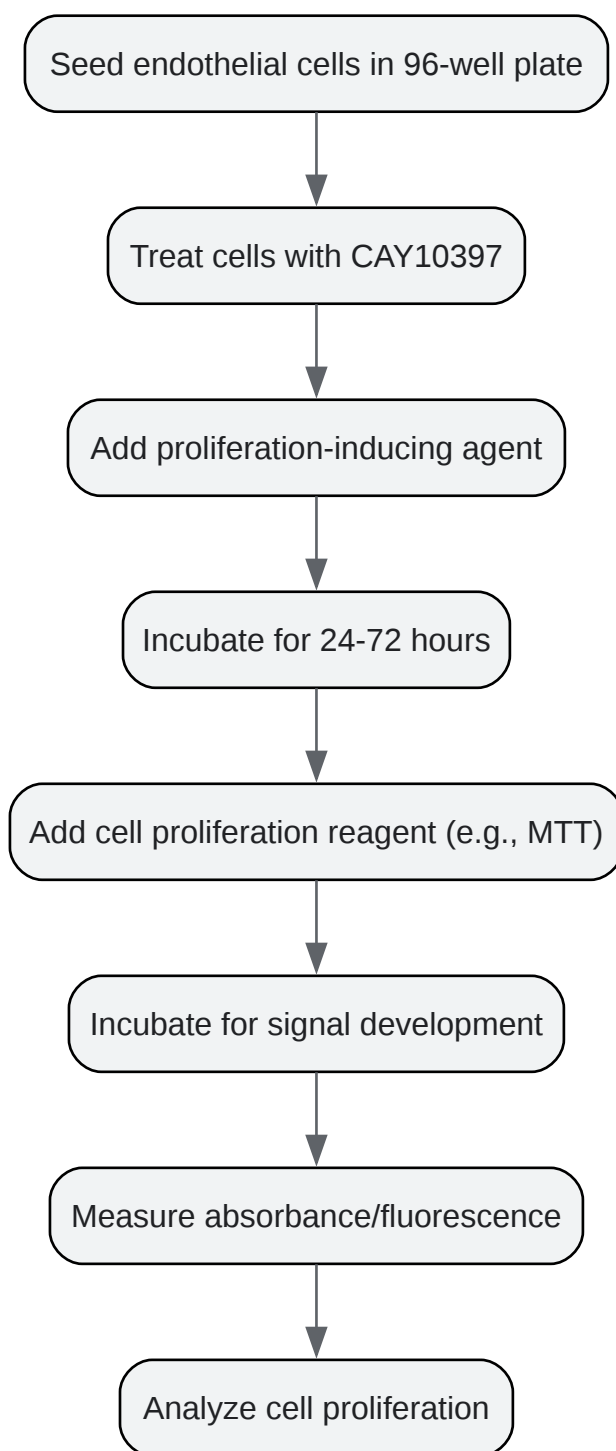 Seed endothelial cells in 96-well plate
Treat cells with CAY10397
Add proliferation-inducing agent
Incubate for 24-72 hours
Add cell proliferation reagent (e.g., MTT)
Incubate for signal development
Measure absorbance/fluorescence
Analyze cell proliferation